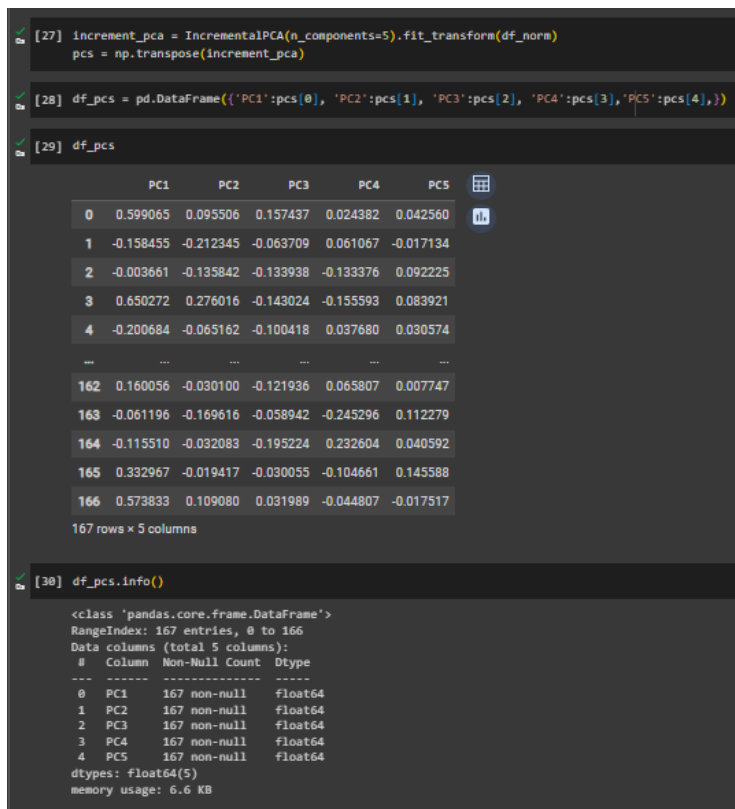 [27] increment_pca = IncrementalPCA(n_components=5).fit_transform(df_norm)
pcs = np.transpose(increment_pca)
[28] df_pcs = pd.DataFrame({'PC1':pcs[0], 'PC2':pcs[1], 'PC3':pcs[2], 'PC4':pcs[3],'PC5':pcs[4],})
[29] df_pcs
PC1 PC2 PC3 PC4 PC5
0 0.599065 0.095506 0.157437 0.024382 0.042560
1 -0.158455 -0.212345 -0.063709 0.061067 -0.017134
2 -0.003661 -0.135842 -0.133938 -0.133376 0.092225
3 0.650272 0.276016 -0.143024 -0.155593 0.083921
4 -0.200684 -0.065162 -0.100418 0.037680 0.030574
... ... ... ... ... ...
162 0.160056 -0.030100 -0.121936 0.065807 0.007747
163 -0.061196 -0.169616 -0.058942 -0.245296 0.112279
164 -0.115510 -0.032083 -0.195224 0.232604 0.040592
165 0.332967 -0.019417 -0.030055 -0.104661 0.145588
166 0.573833 0.109080 0.031989 -0.044807 -0.017517
167 rows × 5 columns
[30] df_pcs.info()
<class 'pandas.core.frame.DataFrame'>
RangeIndex: 167 entries, 0 to 166
Data columns (total 5 columns):
# Column Non-Null Count Dtype
--- ------ -------------- -----
0 PC1 167 non-null float64
1 PC2 167 non-null float64
2 PC3 167 non-null float64
3 PC4 167 non-null float64
4 PC5 167 non-null float64
dtypes: float64(5)
memory usage: 6.6 KB